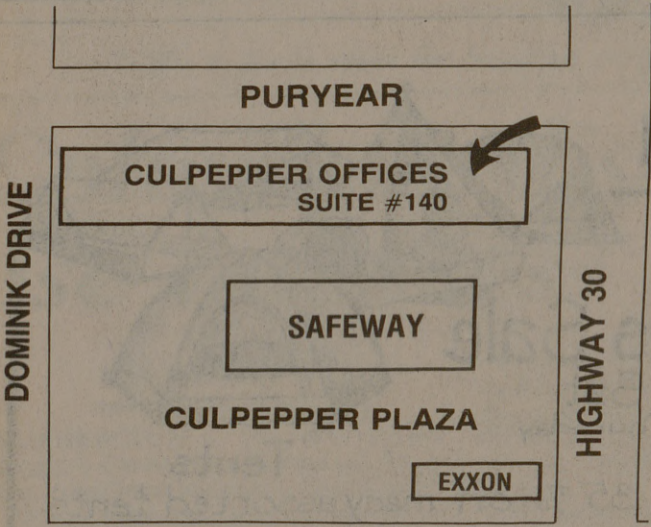 PURYEAR
CULPEPPER OFFICES
SUITE #140
DOMINIK DRIVE
SAFEWAY
HIGHWAY 30
CULPEPPER PLAZA
EXXON